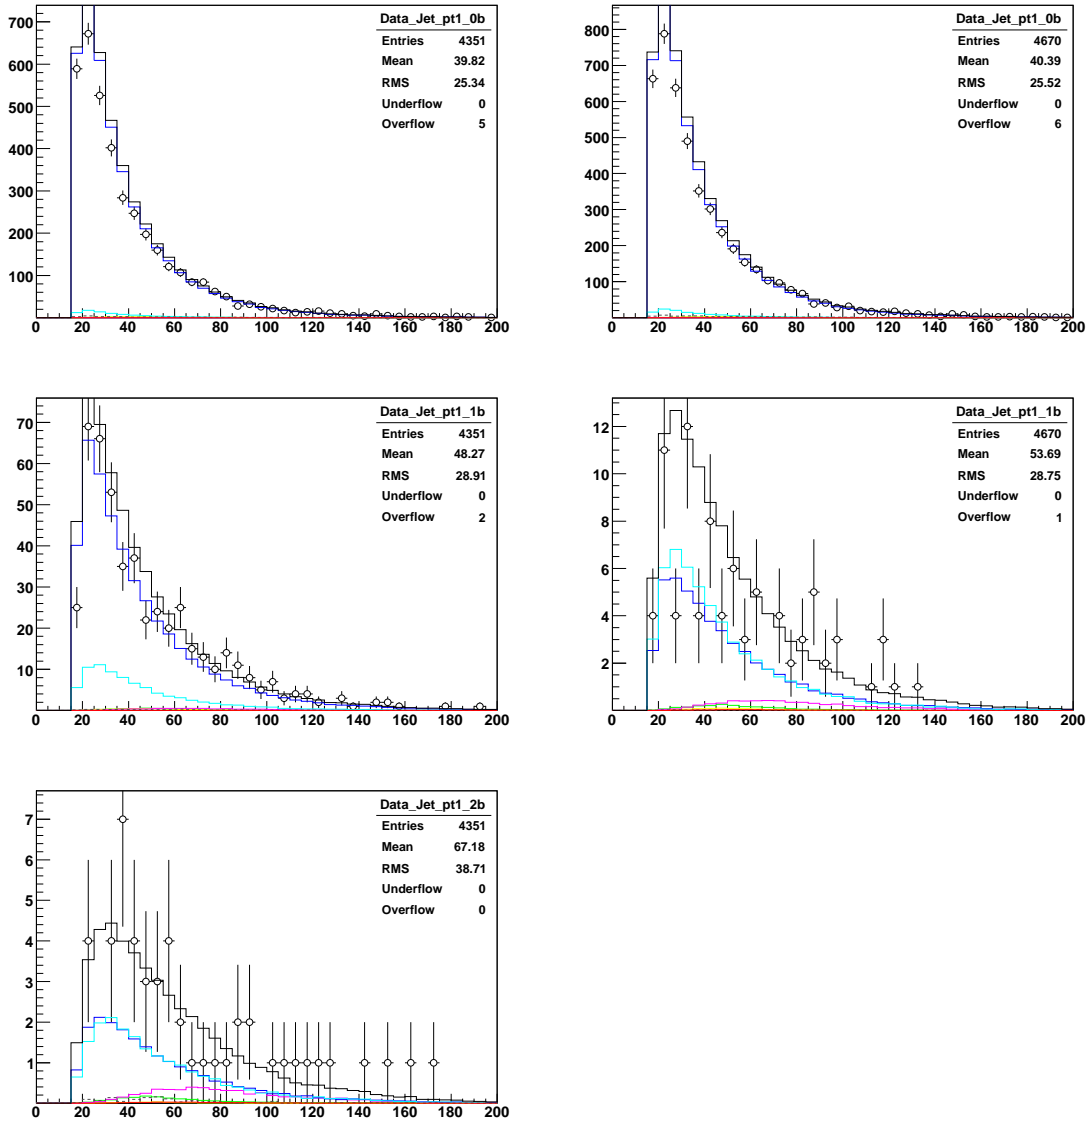 Data_Jet_pt1_0b
Entries 4351
Mean 39.82
RMS 25.34
Underflow 0
Overflow 5
700
600
500
400
300
200
100
0 20 40 60 80 100 120 140 160 180 200
Data_Jet_pt1_0b
Entries 4670
Mean 40.39
RMS 25.52
Underflow 0
Overflow 6
800
700
600
500
400
300
200
100
0 20 40 60 80 100 120 140 160 180 200
Data_Jet_pt1_1b
Entries 4351
Mean 48.27
RMS 28.91
Underflow 0
Overflow 2
70
60
50
40
30
20
10
0 20 40 60 80 100 120 140 160 180 200
Data_Jet_pt1_1b
Entries 4670
Mean 53.69
RMS 28.75
Underflow 0
Overflow 1
12
10
8
6
4
2
0 20 40 60 80 100 120 140 160 180 200
Data_Jet_pt1_2b
Entries 4351
Mean 67.18
RMS 38.71
Underflow 0
Overflow 0
7
6
5
4
3
2
1
0 20 40 60 80 100 120 140 160 180 200